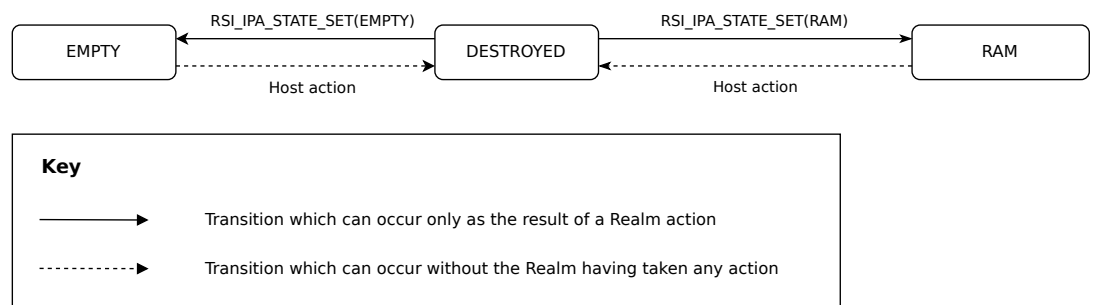 RSI_IPA_STATE_SET(EMPTY)
RSI_IPA_STATE_SET(RAM)
EMPTY
DESTROYED
RAM
Host action
Host action
Key
Transition which can occur only as the result of a Realm action
Transition which can occur without the Realm having taken any action